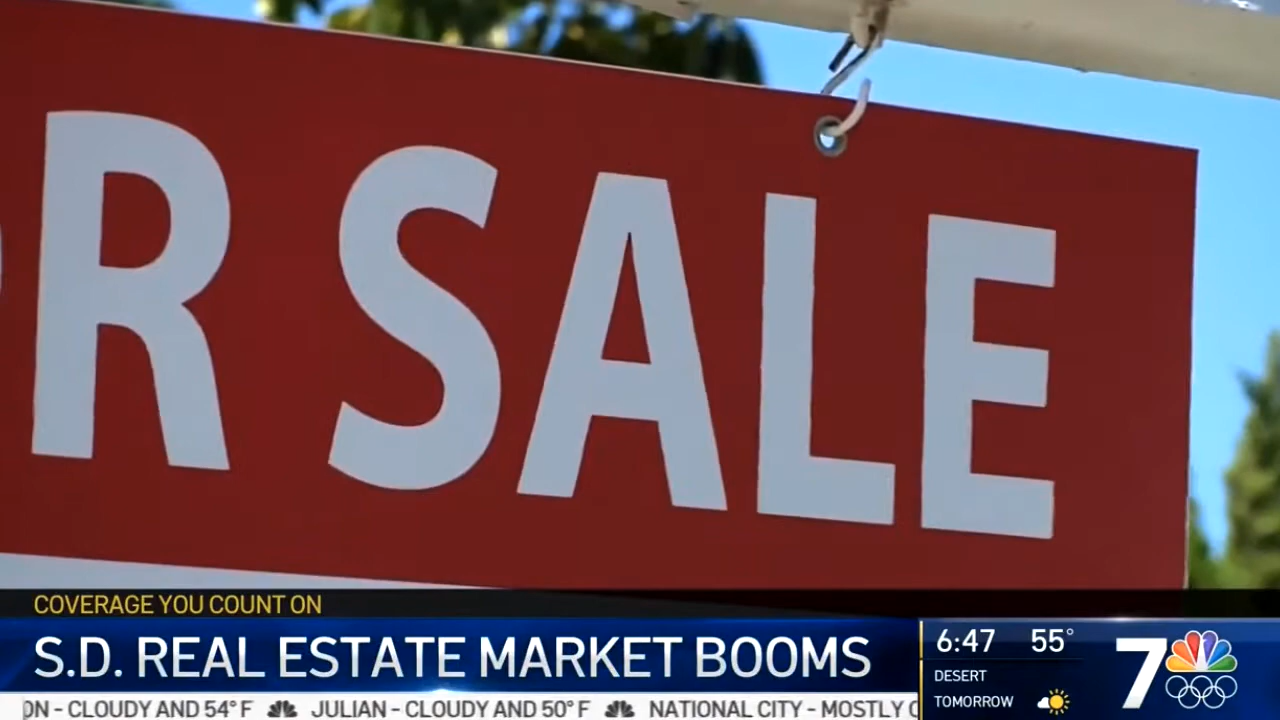 R SALE
COVERAGE YOU COUNT ON
S.D. REAL ESTATE MARKET BOOMS
6:47 55°
DESERT
TOMORROW
7
- CLOUDY AND 54° F JULIAN - CLOUDY AND 50° F NATIONAL CITY - MOSTLY